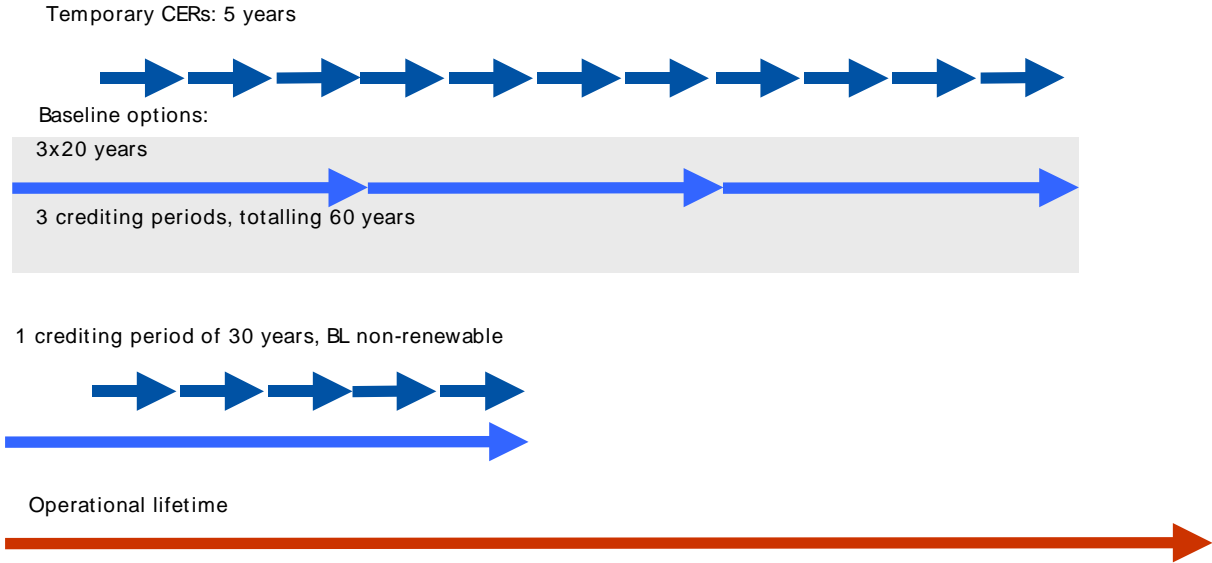 Temporary CERs: 5 years
Baseline options:
3x20 years
3 crediting periods, totalling 60 years
1 crediting period of 30 years, BL non-renewable
Operational lifetime